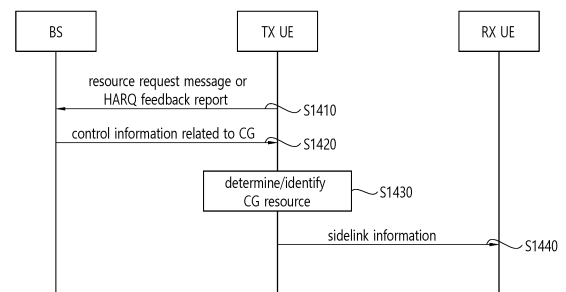 BS
TX UE
RX UE
resource request message or
HARQ feedback report
S1410
control information related to CG
S1420
determine/identify
CG resource
S1430
sidelink information
S1440